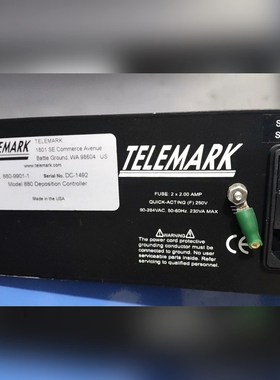 TELEMARK
1801 SE Commerce Avenue
Battle Ground, WA 98604 US
www.telemark.com
EMARK
880-9901-1 Serial No. DC-1492
Model 880 Deposition Controller
Made in the USA
TELEMARK
FUSE: 2 x 2.00 AMP
QUICK-ACTING (F) 250V
90-264VAC, 50-60Hz, 230VA MAX
WARNING:
The power cord protective
grounding conductor must be
connected to ground. No user
serviceable parts inside. Refer
servicing to qualified personnel.
CE
S